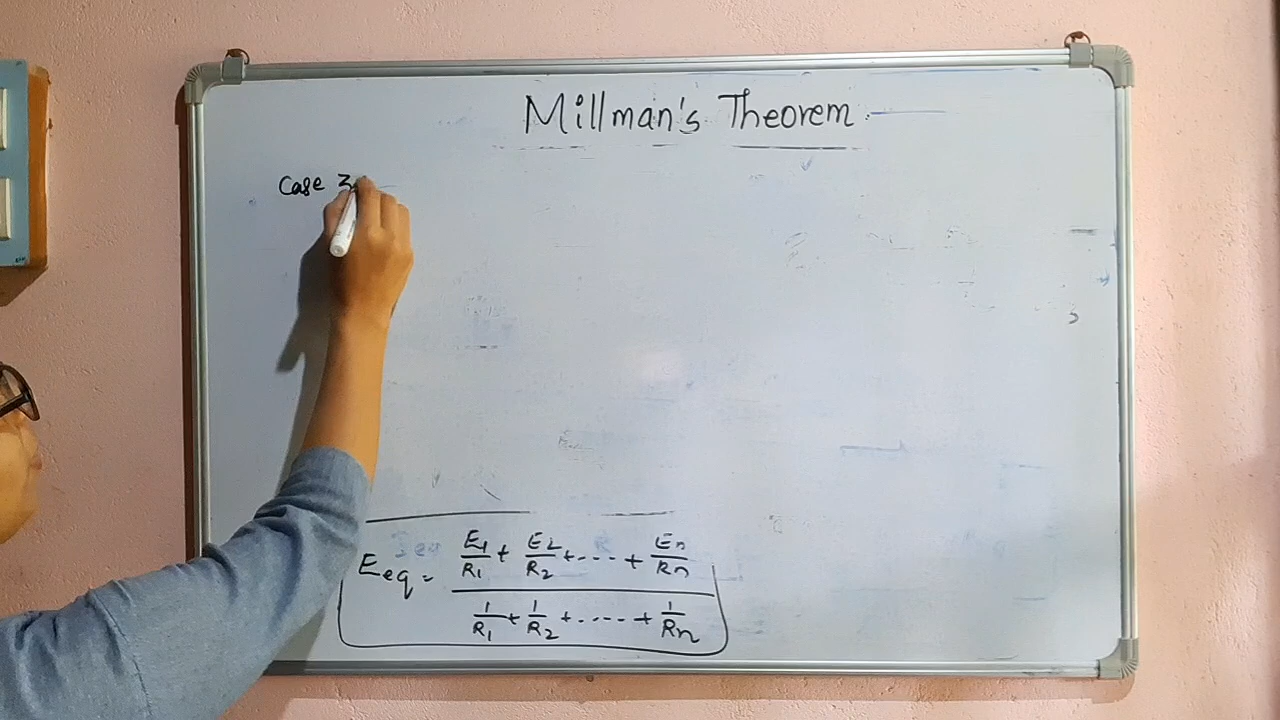 Millman's Theorem
Case 3
E1/R1 + E2/R2 + ---- + En/Rn
Eeq =
1/R1 + 1/R2 + ---- + 1/Rn